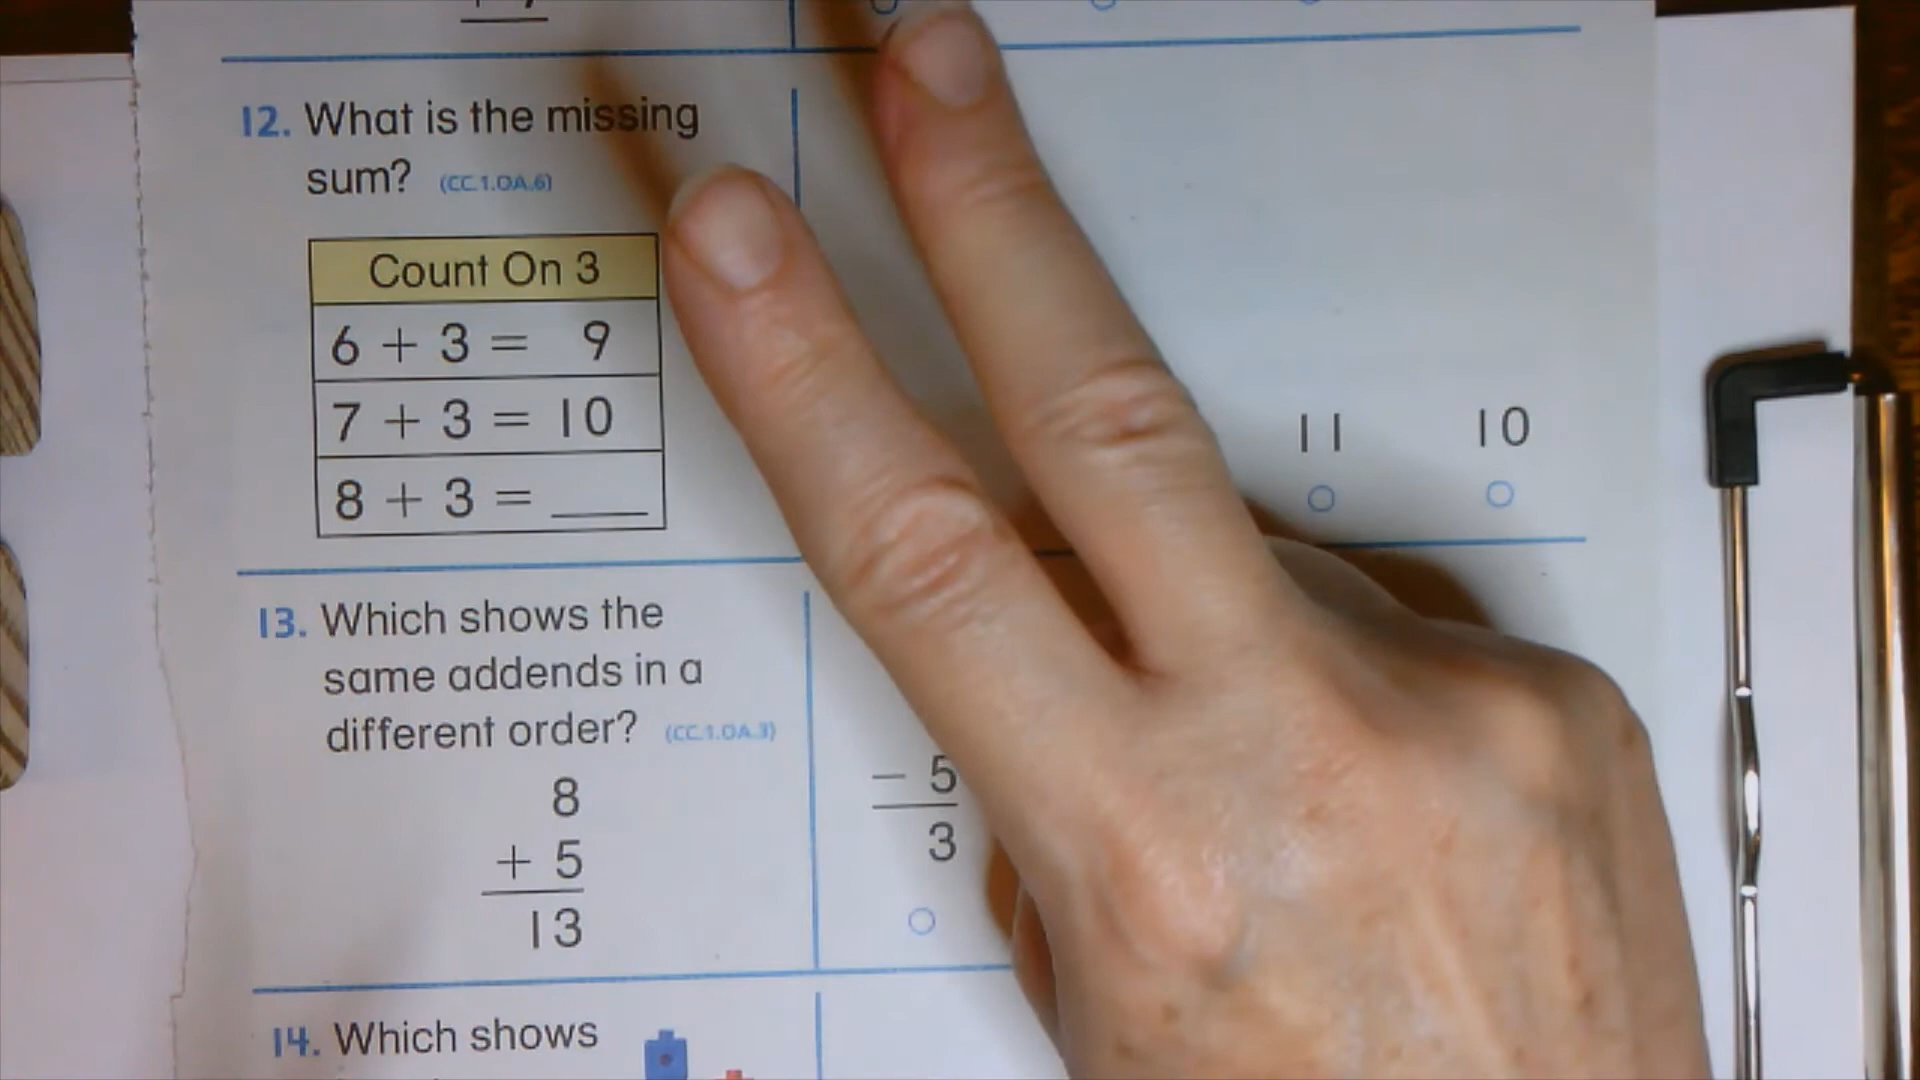 12. What is the missing
sum? (CC.1.OA.6)
Count On 3
6 + 3 = 9
7 + 3 = 10
8 + 3 = ____
11 10
13. Which shows the
same addends in a
different order? (CC.1.OA.3)
8
+ 5
13
- 5
3
14. Which shows